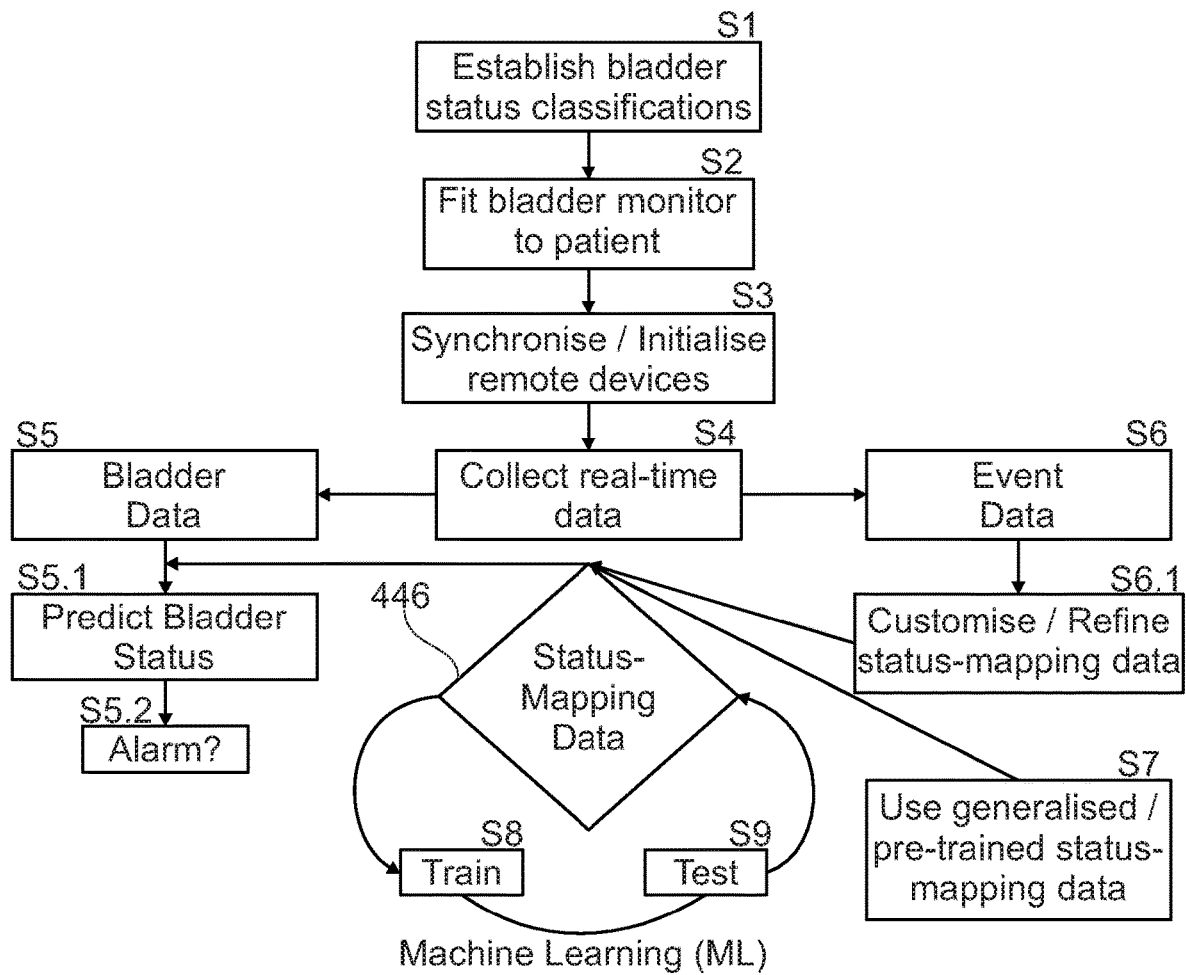 S1
Establish bladder
status classifications
S2
Fit bladder monitor
to patient
S3
Synchronise / Initialise
remote devices
S5
Bladder
Data
S4
Collect real-time
data
S6
Event
Data
S5.1
Predict Bladder
Status
446
Status-
Mapping
Data
S6.1
Customise / Refine
status-mapping data
S5.2
Alarm?
S7
Use generalised /
pre-trained status-
mapping data
S8
Train
S9
Test
Machine Learning (ML)